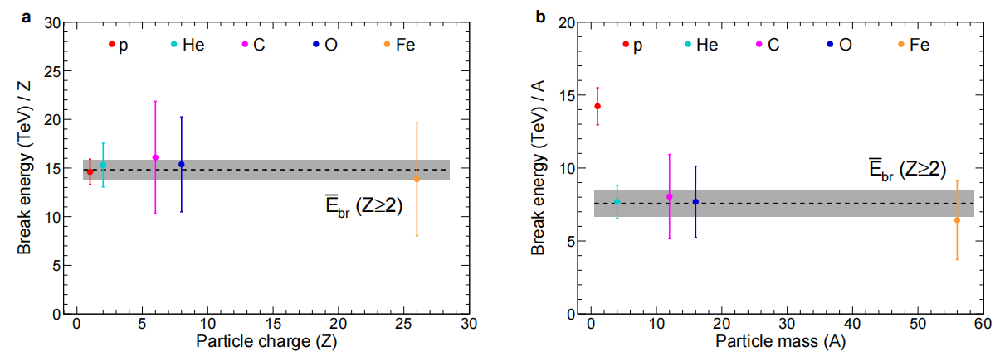 a
30
25
20
15
10
5
0
Break energy (TeV) / Z
p He C O Fe
E̅br (Z≥2)
0 5 10 15 20 25 30
Particle charge (Z)
b
20
15
10
5
0
Break energy (TeV) / A
p He C O Fe
E̅br (Z≥2)
0 10 20 30 40 50 60
Particle mass (A)